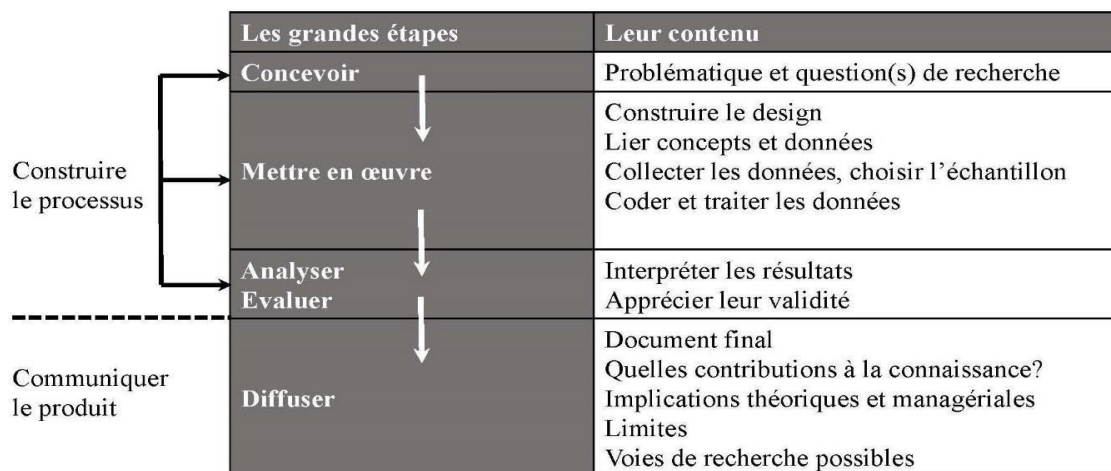 Les grandes étapes
Leur contenu
Concevoir
Problématique et question(s) de recherche
Construire
le processus
Mettre en œuvre
Construire le design
Lier concepts et données
Collecter les données, choisir l'échantillon
Coder et traiter les données
Analyser
Evaluer
Interpréter les résultats
Apprécier leur validité
Communiquer
le produit
Diffuser
Document final
Quelles contributions à la connaissance?
Implications théoriques et managériales
Limites
Voies de recherche possibles